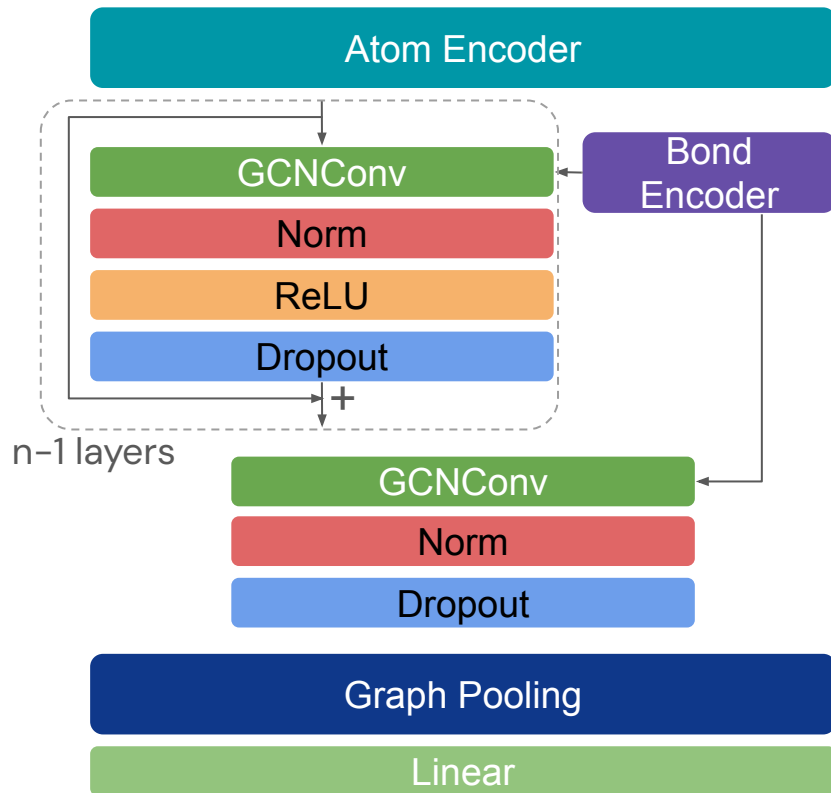 Atom Encoder
GCNConv
Bond
Encoder
Norm
ReLU
Dropout
+
n-1 layers
GCNConv
Norm
Dropout
Graph Pooling
Linear